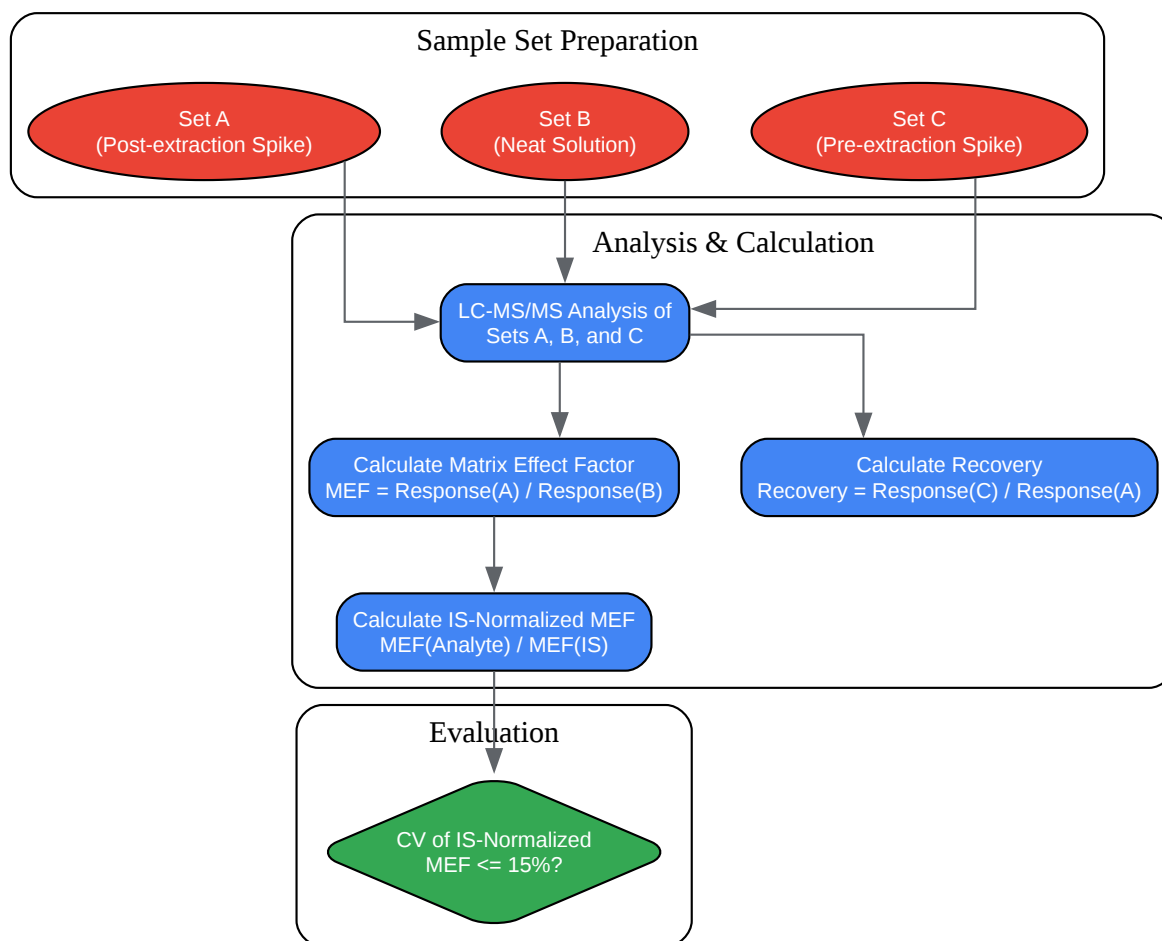 Sample Set Preparation
Set A
(Post-extraction Spike)
Set B
(Neat Solution)
Set C
(Pre-extraction Spike)
Analysis & Calculation
LC-MS/MS Analysis of
Sets A, B, and C
Calculate Matrix Effect Factor
MEF = Response(A) / Response(B)
Calculate Recovery
Recovery = Response(C) / Response(A)
Calculate IS-Normalized MEF
MEF(Analyte) / MEF(IS)
Evaluation
CV of IS-Normalized
MEF <= 15%?